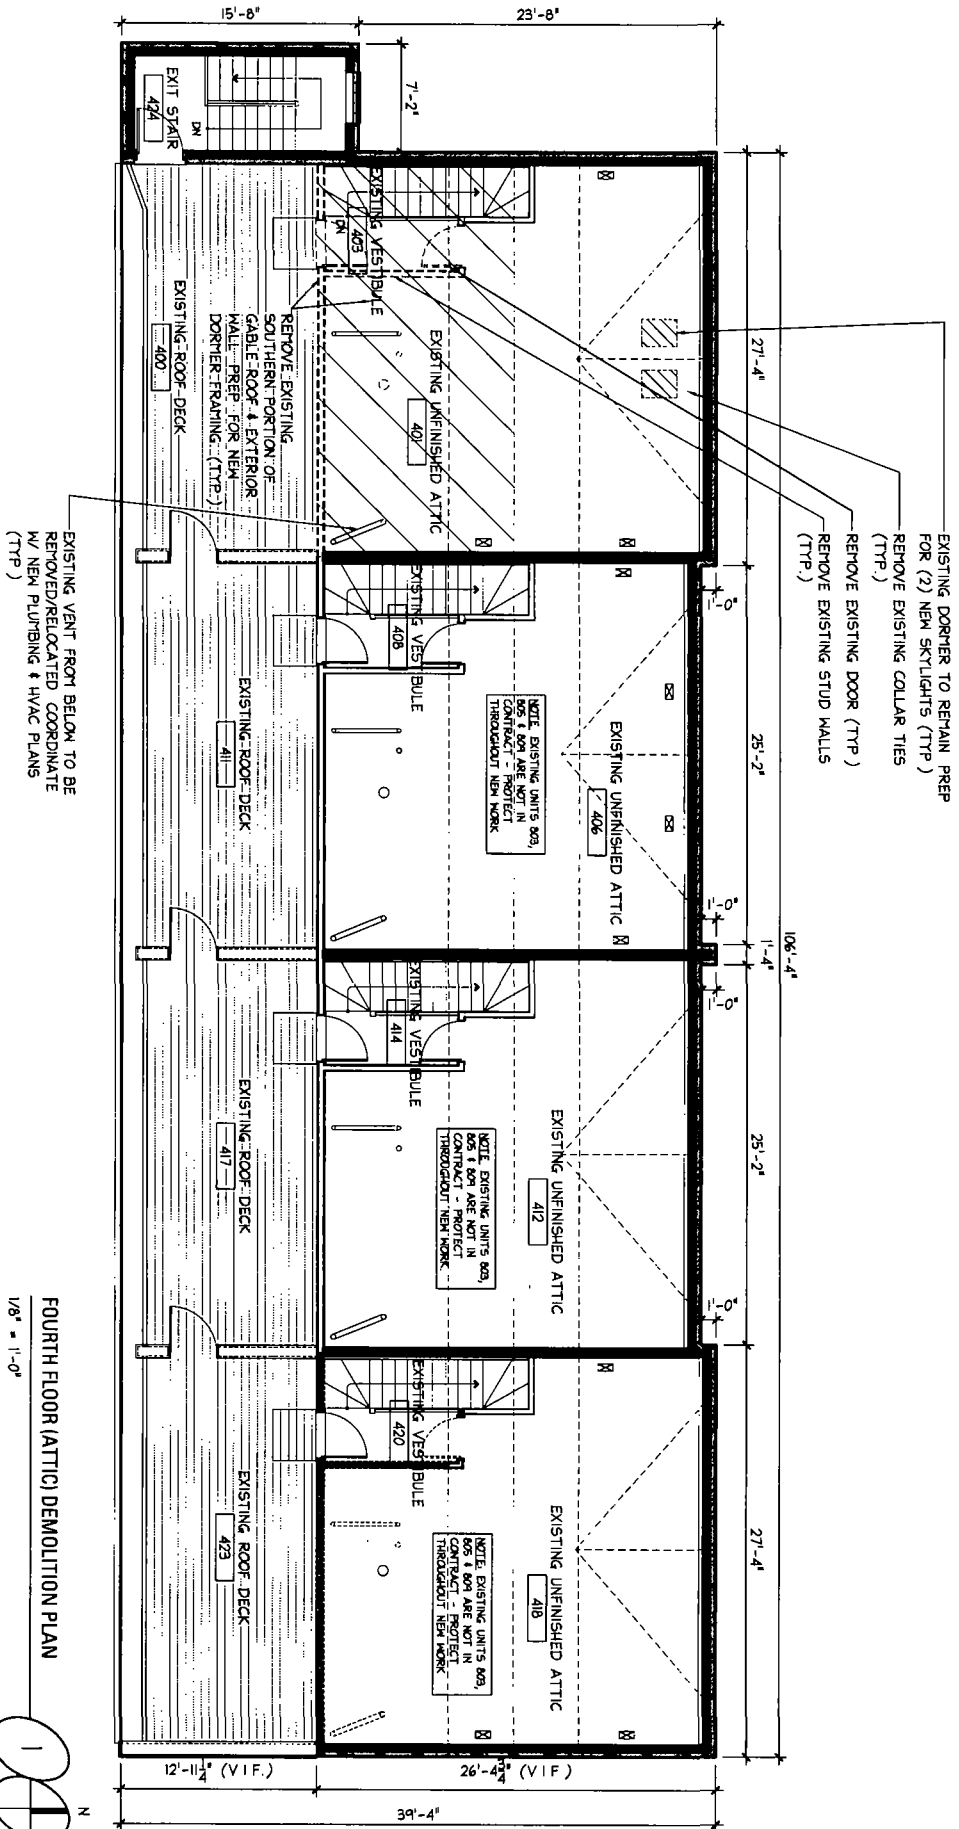 15'-8"
23'-8"
7'-2"
EXIT STAIR
424
DN
27'-4"
25'-2"
1'-4"
106'-4"
25'-2"
27'-4"
1'-0"
1'-0"
1'-0"
1'-0"
EXISTING DORMER TO REMAIN PREP
FOR (2) NEW SKYLIGHTS (TYP)
REMOVE EXISTING COLLAR TIES
(TYP.)
REMOVE EXISTING DOOR (TYP)
REMOVE EXISTING STUD WALLS
(TYP.)
EXISTING VESTIBULE
403
DN
EXISTING UNFINISHED ATTIC
401
REMOVE EXISTING
SOUTHERN PORTION OF
GABLE ROOF & EXTERIOR
WALL PREP FOR NEW
DORMER FRAMING (TYP.)
EXISTING ROOF DECK
400
EXISTING VENT FROM BELOW TO BE
REMOVED/RELOCATED COORDINATE
W/ NEW PLUMBING & HVAC PLANS
(TYP)
EXISTING VESTIBULE
408
EXISTING UNFINISHED ATTIC
406
NOTE EXISTING UNITS 803,
805 & 809 ARE NOT IN
CONTRACT - PROTECT
THROUGHOUT NEW WORK
EXISTING ROOF DECK
411
EXISTING VESTIBULE
414
EXISTING UNFINISHED ATTIC
412
NOTE EXISTING UNITS 803,
805 & 809 ARE NOT IN
CONTRACT - PROTECT
THROUGHOUT NEW WORK
EXISTING ROOF DECK
417
EXISTING VESTIBULE
420
EXISTING UNFINISHED ATTIC
418
NOTE: EXISTING UNITS 803,
805 & 809 ARE NOT IN
CONTRACT - PROTECT
THROUGHOUT NEW WORK
EXISTING ROOF DECK
423
12'-11¼" (V.I.F.)
26'-4¾" (V.I.F.)
39'-4"
FOURTH FLOOR (ATTIC) DEMOLITION PLAN
1/8" = 1'-0"
1
N